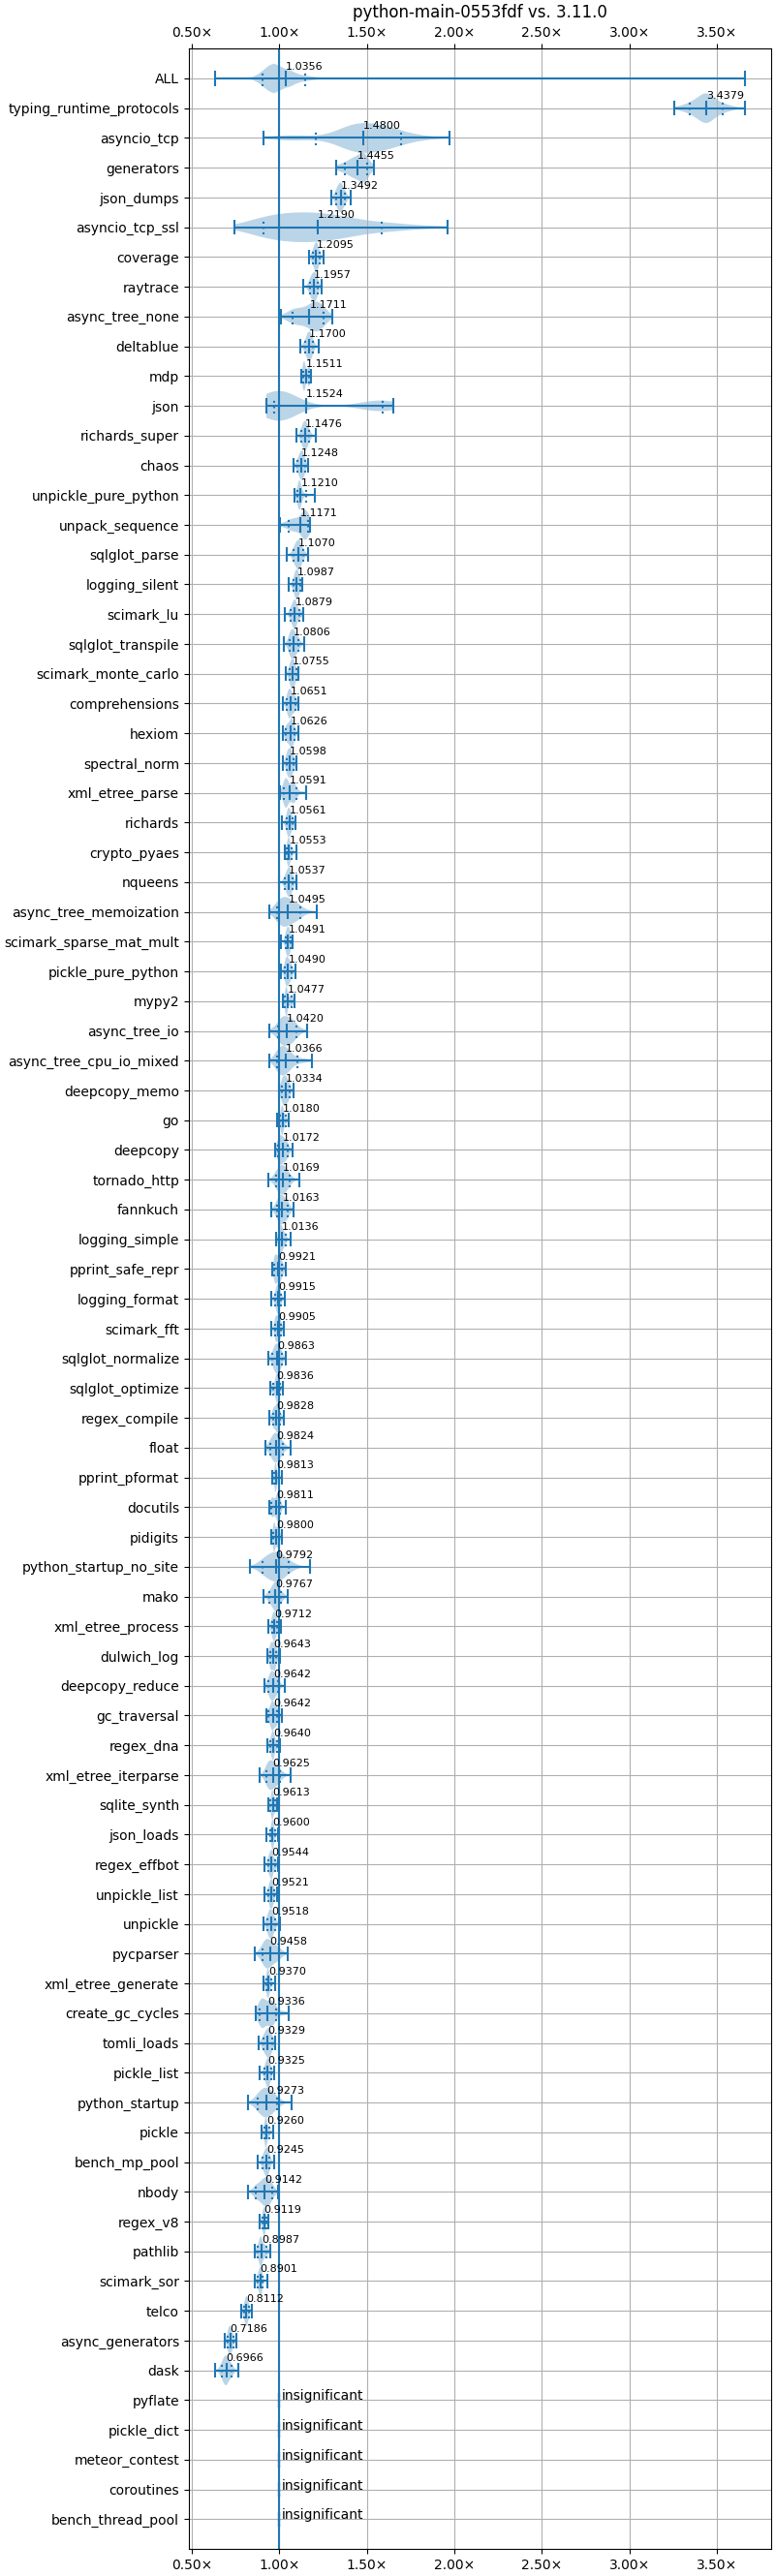 python-main-0553fdf vs. 3.11.0
0.50× 1.00× 1.50× 2.00× 2.50× 3.00× 3.50×
ALL 1.0356
typing_runtime_protocols 3.4379
asyncio_tcp 1.4800
generators 1.4455
json_dumps 1.3492
asyncio_tcp_ssl 1.2190
coverage 1.2095
raytrace 1.1957
async_tree_none 1.1711
deltablue 1.1700
mdp 1.1511
json 1.1524
richards_super 1.1476
chaos 1.1248
unpickle_pure_python 1.1210
unpack_sequence 1.1171
sqlglot_parse 1.1070
logging_silent 1.0987
scimark_lu 1.0879
sqlglot_transpile 1.0806
scimark_monte_carlo 1.0755
comprehensions 1.0651
hexiom 1.0626
spectral_norm 1.0598
xml_etree_parse 1.0591
richards 1.0561
crypto_pyaes 1.0553
nqueens 1.0537
async_tree_memoization 1.0495
scimark_sparse_mat_mult 1.0491
pickle_pure_python 1.0490
mypy2 1.0477
async_tree_io 1.0420
async_tree_cpu_io_mixed 1.0366
deepcopy_memo 1.0334
go 1.0180
deepcopy 1.0172
tornado_http 1.0169
fannkuch 1.0163
logging_simple 1.0136
pprint_safe_repr 0.9921
logging_format 0.9915
scimark_fft 0.9905
sqlglot_normalize 0.9863
sqlglot_optimize 0.9836
regex_compile 0.9828
float 0.9824
pprint_pformat 0.9813
docutils 0.9811
pidigits 0.9800
python_startup_no_site 0.9792
mako 0.9767
xml_etree_process 0.9712
dulwich_log 0.9643
deepcopy_reduce 0.9642
gc_traversal 0.9642
regex_dna 0.9640
xml_etree_iterparse 0.9625
sqlite_synth 0.9613
json_loads 0.9600
regex_effbot 0.9544
unpickle_list 0.9521
unpickle 0.9518
pycparser 0.9458
xml_etree_generate 0.9370
create_gc_cycles 0.9336
tomli_loads 0.9329
pickle_list 0.9325
python_startup 0.9273
pickle 0.9260
bench_mp_pool 0.9245
nbody 0.9142
regex_v8 0.9119
pathlib 0.8987
scimark_sor 0.8901
telco 0.8112
async_generators 0.7186
dask 0.6966
pyflate insignificant
pickle_dict insignificant
meteor_contest insignificant
coroutines insignificant
bench_thread_pool insignificant
0.50× 1.00× 1.50× 2.00× 2.50× 3.00× 3.50×